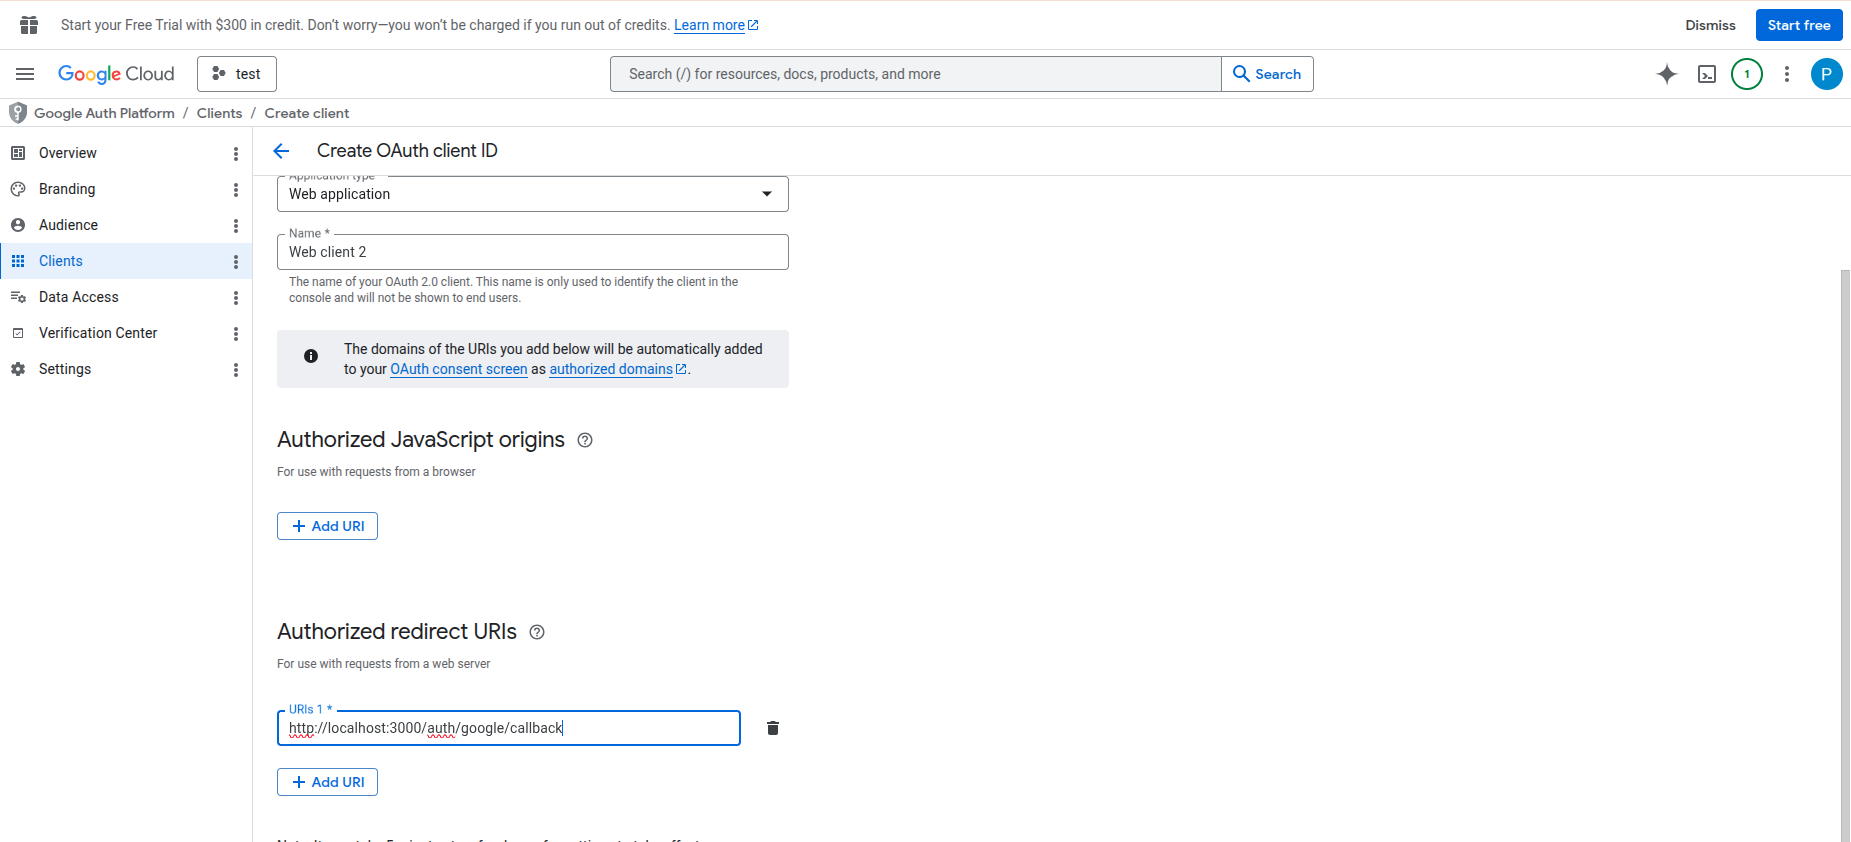 Start your Free Trial with $300 in credit. Don't worry—you won't be charged if you run out of credits. Learn more
Dismiss
Start free
Google Cloud
test
Search (/) for resources, docs, products, and more
Search
1
P
Google Auth Platform / Clients / Create client
Overview
Branding
Audience
Clients
Data Access
Verification Center
Settings
Create OAuth client ID
Application type
Web application
Name *
Web client 2
The name of your OAuth 2.0 client. This name is only used to identify the client in the
console and will not be shown to end users.
The domains of the URIs you add below will be automatically added
to your OAuth consent screen as authorized domains.
Authorized JavaScript origins
For use with requests from a browser
+ Add URI
Authorized redirect URIs
For use with requests from a web server
URIs 1 *
http://localhost:3000/auth/google/callback
+ Add URI